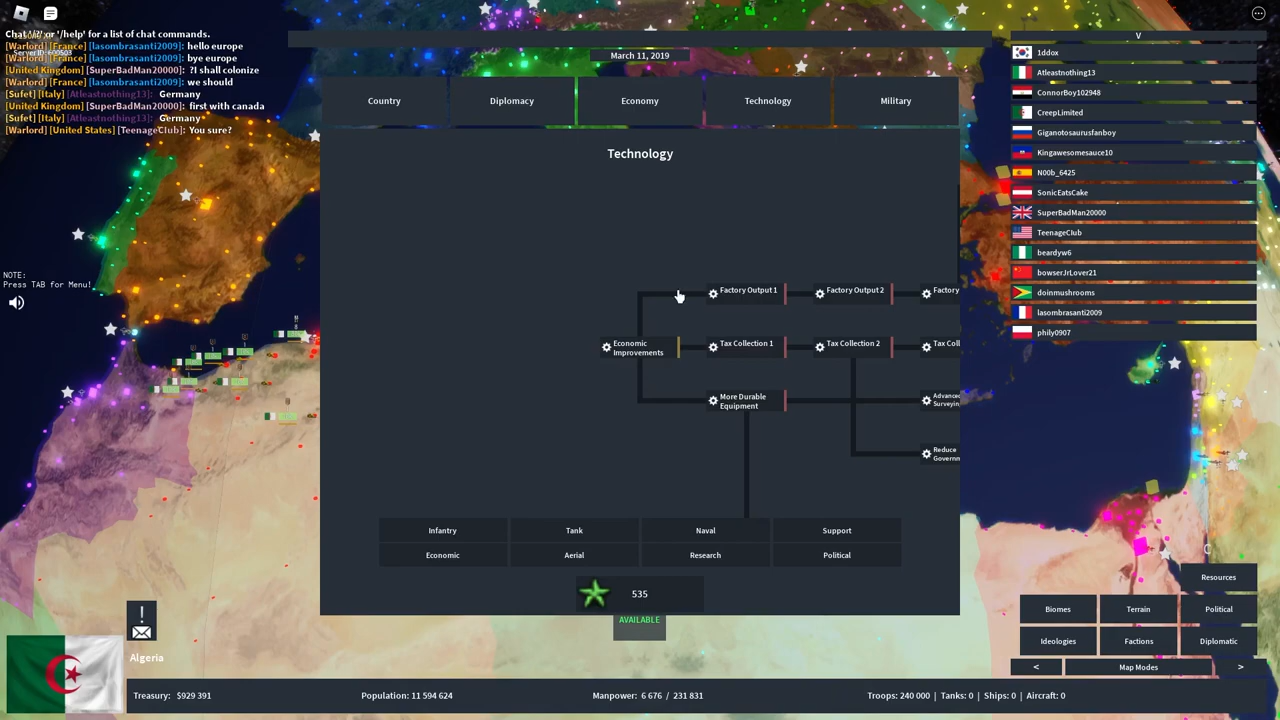 Chat '/?' or '/help' for a list of chat commands.
[Warlord] [France] [lasombrasanti2009]: hello europe
[Warlord] [France] [lasombrasanti2009]: bye europe
[United Kingdom] [SuperBadMan20000]: ?I shall colonize
[Warlord] [France] [lasombrasanti2009]: we should
[Sufet] [Italy] [Atleastnothing13]: Germany
[United Kingdom] [SuperBadMan20000]: first with canada
[Sufet] [Italy] [Atleastnothing13]: Germany
[Warlord] [United States] [TeenageClub]: You sure?
NOTE:
Press TAB for Menu!
March 11, 2019
Country
Diplomacy
Economy
Technology
Military
Technology
Factory Output 1
Factory Output 2
Factory
Economic
Improvements
Tax Collection 1
Tax Collection 2
Tax Coll
More Durable
Equipment
Advanced
Surveying
Reduce
Governm
Infantry
Tank
Naval
Support
Economic
Aerial
Research
Political
535
AVAILABLE
V
1ddox
Atleastnothing13
ConnorBoy102948
CreepLimited
Giganotosaurusfanboy
Kingawesomesauce10
N00b_6425
SonicEatsCake
SuperBadMan20000
TeenageClub
beardyw6
bowserJrLover21
doinmushrooms
lasombrasanti2009
phily0907
Resources
Biomes
Terrain
Political
Ideologies
Factions
Diplomatic
<
Map Modes
>
Algeria
Treasury: $929 391
Population: 11 594 624
Manpower: 6 676 / 231 831
Troops: 240 000 | Tanks: 0 | Ships: 0 | Aircraft: 0